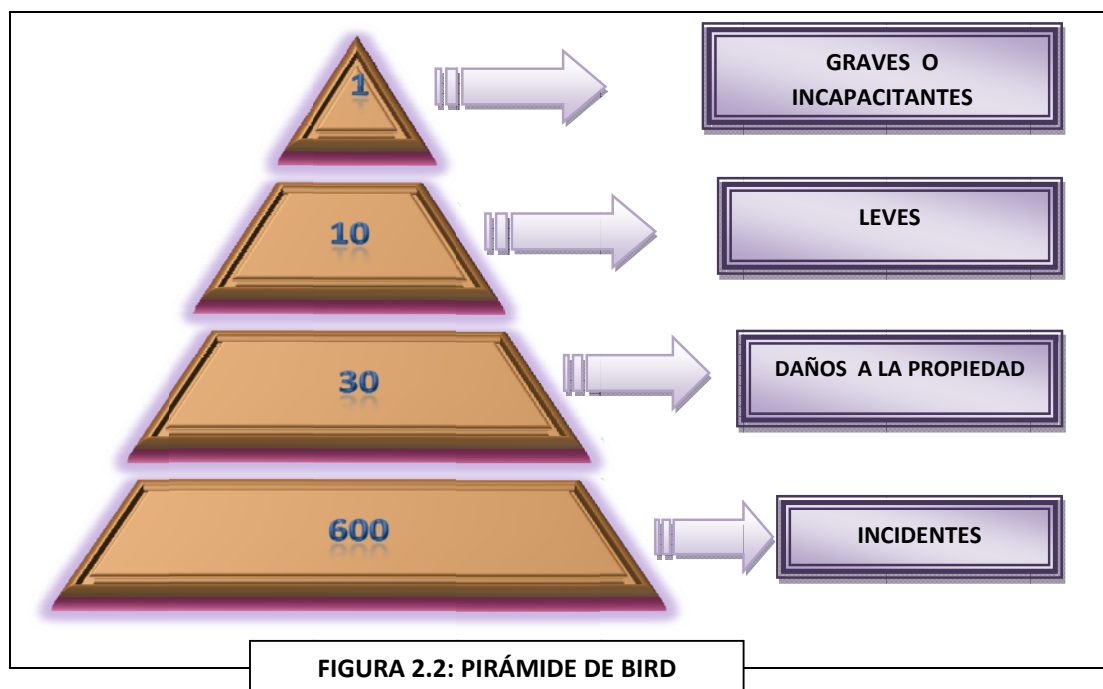 1
GRAVES O
INCAPACITANTES
10
LEVES
30
DAÑOS A LA PROPIEDAD
600
INCIDENTES
FIGURA 2.2: PIRÁMIDE DE BIRD